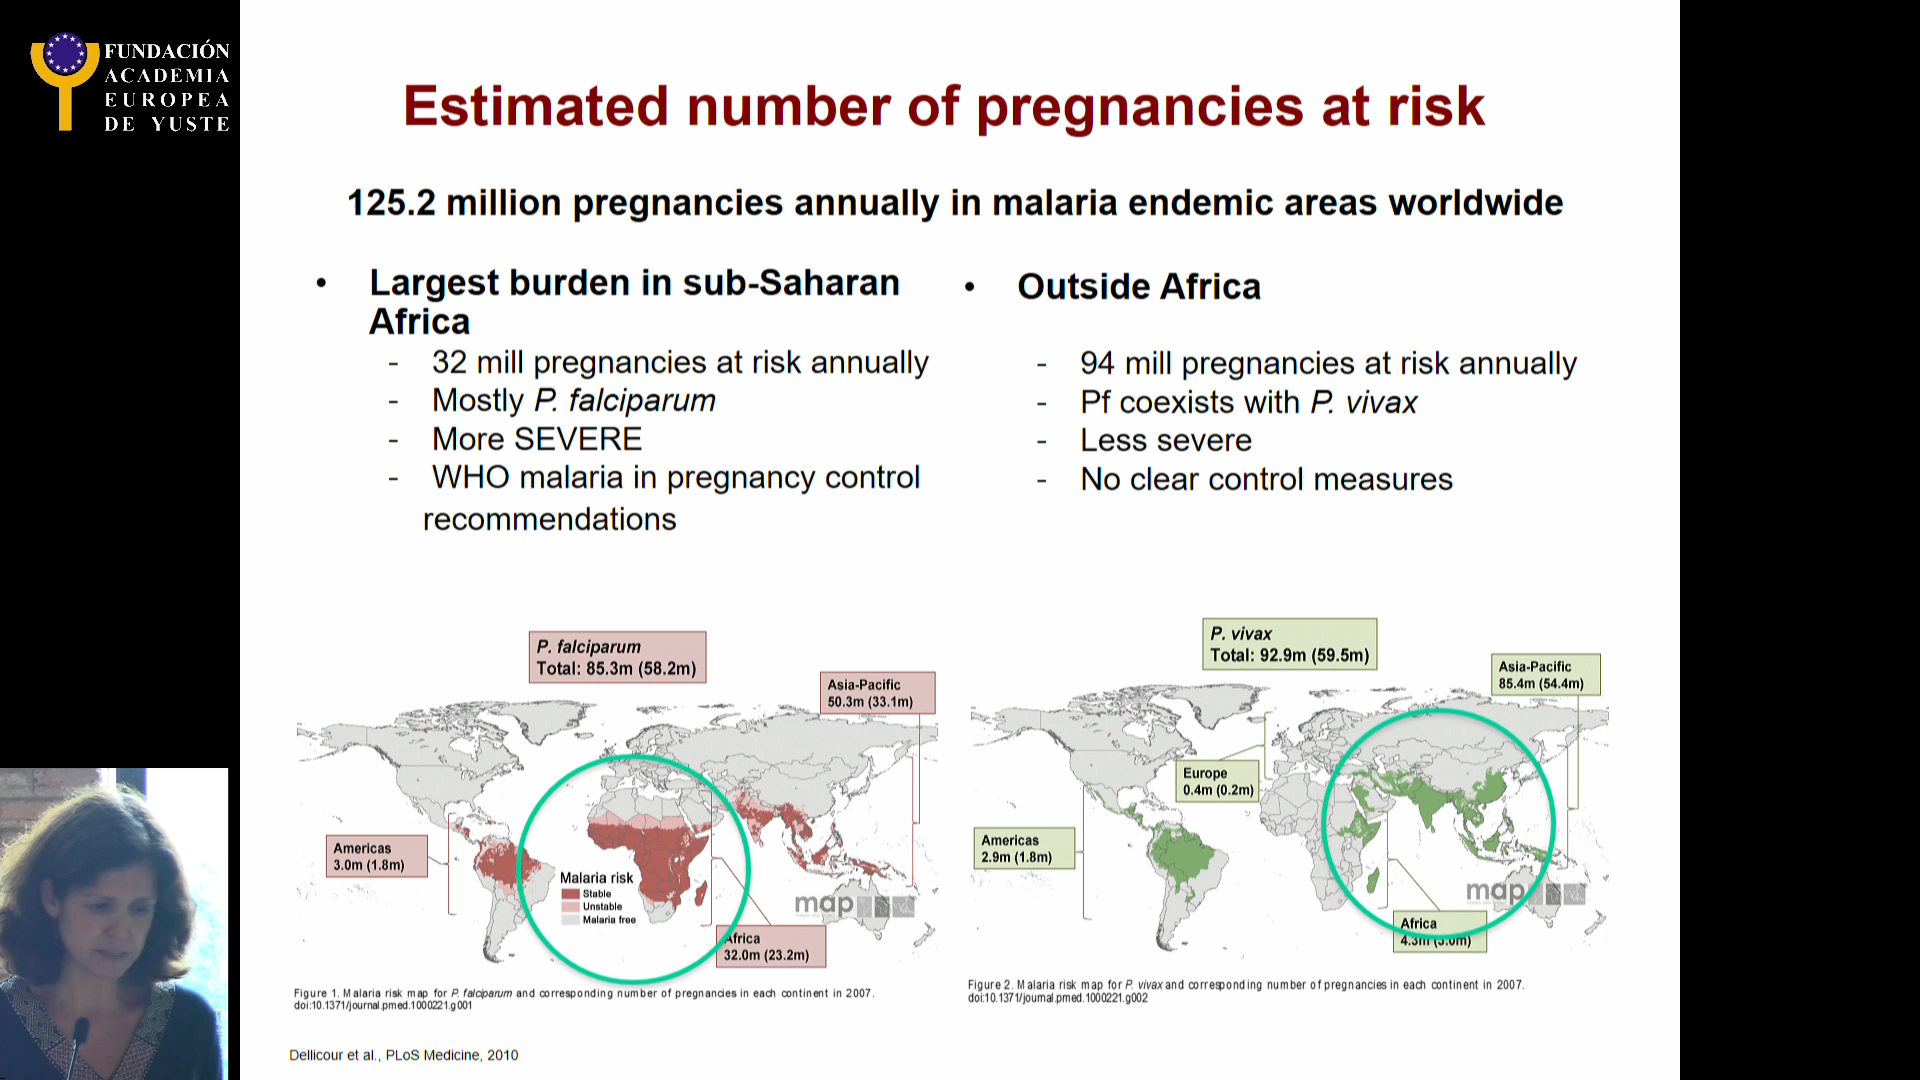 FUNDACIÓN
ACADEMIA
EUROPEA
DE YUSTE
Estimated number of pregnancies at risk
125.2 million pregnancies annually in malaria endemic areas worldwide
• Largest burden in sub-Saharan
Africa
- 32 mill pregnancies at risk annually
- Mostly P. falciparum
- More SEVERE
- WHO malaria in pregnancy control
recommendations
• Outside Africa
- 94 mill pregnancies at risk annually
- Pf coexists with P. vivax
- Less severe
- No clear control measures
P. falciparum
Total: 85.3m (58.2m)
Asia-Pacific
50.3m (33.1m)
Americas
3.0m (1.8m)
Malaria risk
Stable
Unstable
Malaria free
map
Africa
32.0m (23.2m)
Figure 1. Malaria risk map for P. falciparum and corresponding number of pregnancies in each continent in 2007.
doi:10.1371/journal.pmed.1000221.g001
P. vivax
Total: 92.9m (59.5m)
Asia-Pacific
85.4m (54.4m)
Europe
0.4m (0.2m)
Americas
2.9m (1.8m)
map
Africa
4.3m (3.0m)
Figure 2. Malaria risk map for P. vivax and corresponding number of pregnancies in each continent in 2007.
doi:10.1371/journal.pmed.1000221.g002
Dellicour et al., PLoS Medicine, 2010